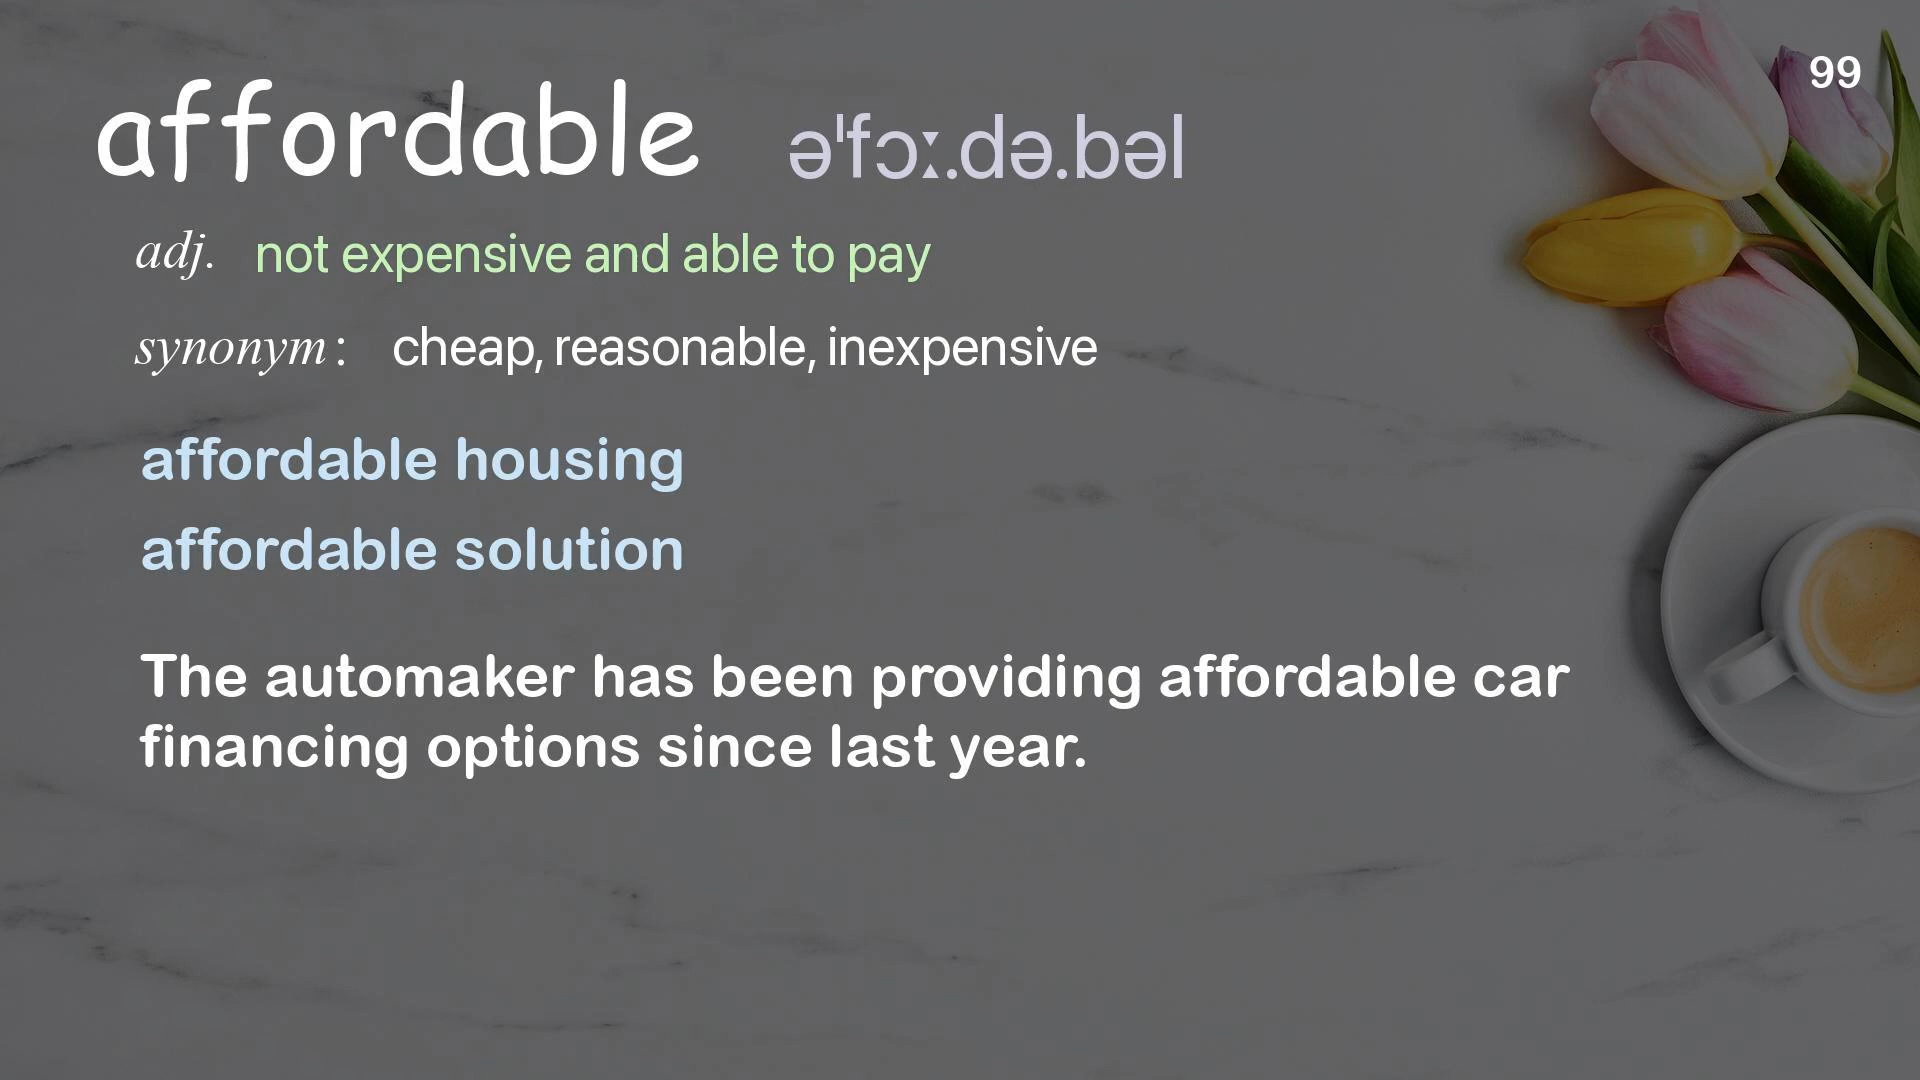 99
affordable ə'fɔː.də.bəl
adj. not expensive and able to pay
synonym: cheap, reasonable, inexpensive
affordable housing
affordable solution
The automaker has been providing affordable car
financing options since last year.